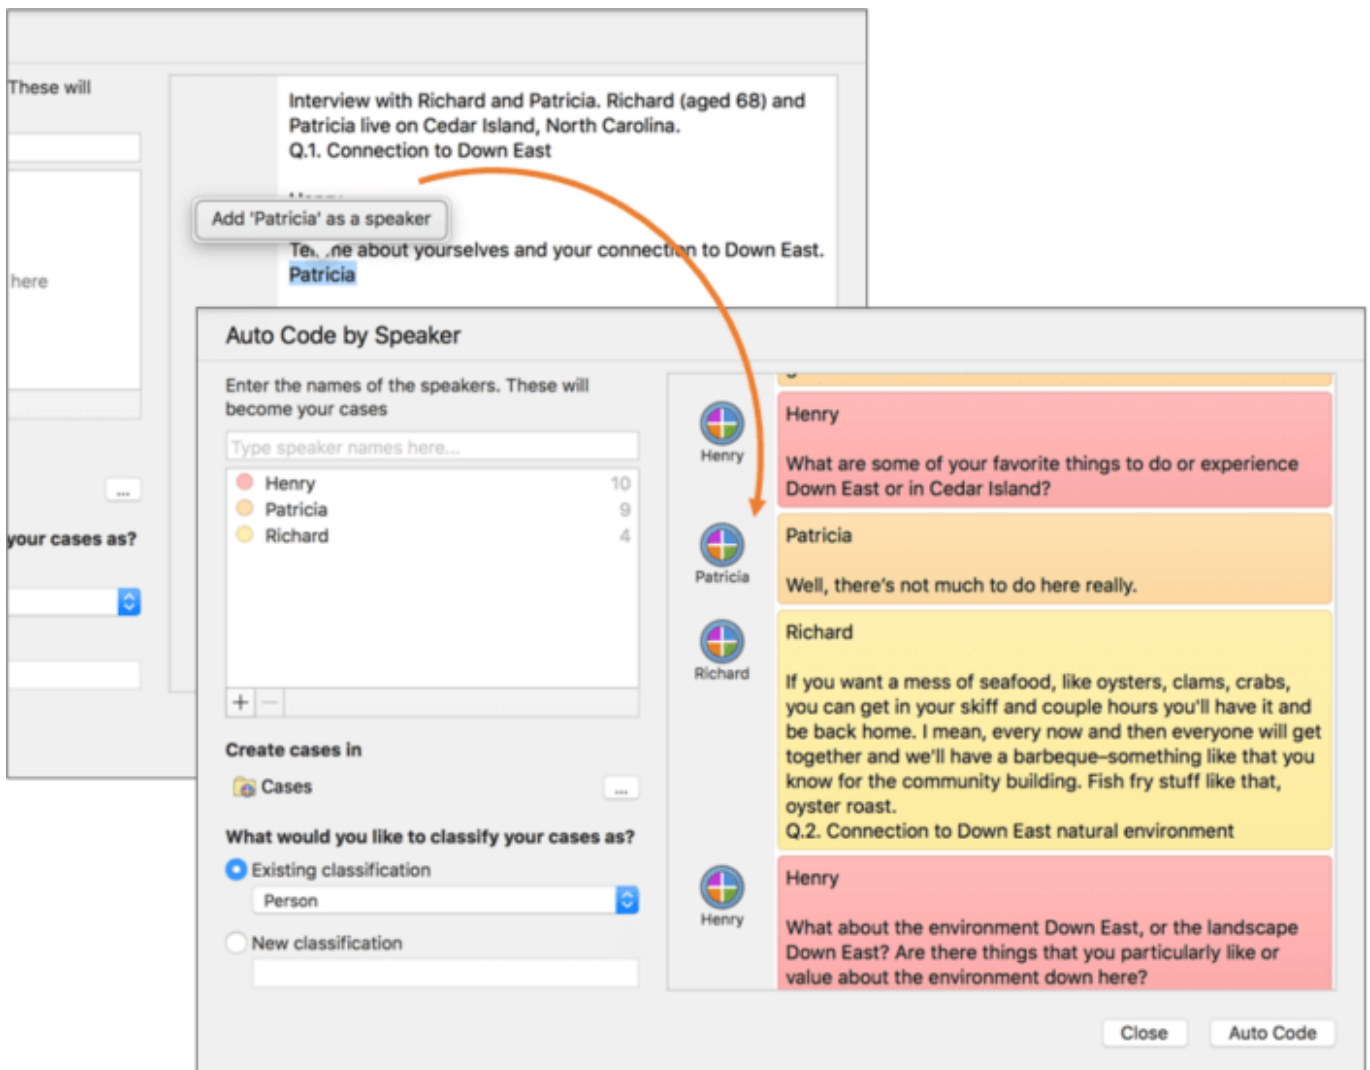 These will
here
...
your cases as?
Interview with Richard and Patricia. Richard (aged 68) and
Patricia live on Cedar Island, North Carolina.
Q.1. Connection to Down East
Add 'Patricia' as a speaker
me about yourselves and your connection to Down East.
Patricia
Auto Code by Speaker
Enter the names of the speakers. These will
become your cases
Type speaker names here...
Henry 10
Patricia 9
Richard 4
+ −
Create cases in
Cases ...
What would you like to classify your cases as?
Existing classification
Person
New classification
Henry
Henry
What are some of your favorite things to do or experience
Down East or in Cedar Island?
Patricia
Patricia
Well, there's not much to do here really.
Richard
Richard
If you want a mess of seafood, like oysters, clams, crabs,
you can get in your skiff and couple hours you'll have it and
be back home. I mean, every now and then everyone will get
together and we'll have a barbeque–something like that you
know for the community building. Fish fry stuff like that,
oyster roast.
Q.2. Connection to Down East natural environment
Henry
Henry
What about the environment Down East, or the landscape
Down East? Are there things that you particularly like or
value about the environment down here?
Close Auto Code